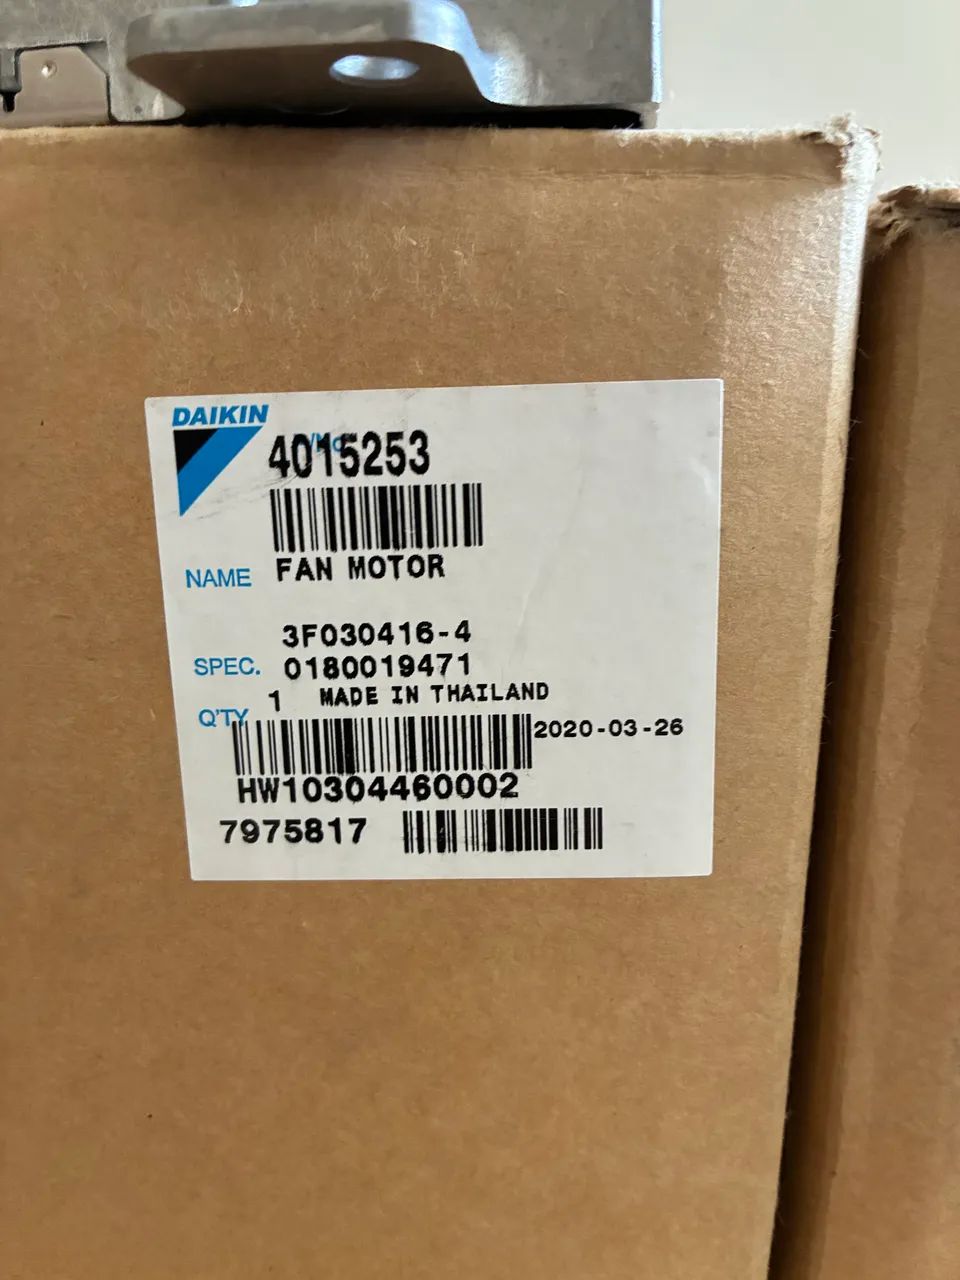 DAIKIN
4015253
NAME FAN MOTOR
3F030416-4
SPEC. 0180019471
Q'TY 1 MADE IN THAILAND
2020-03-26
HW10304460002
7975817